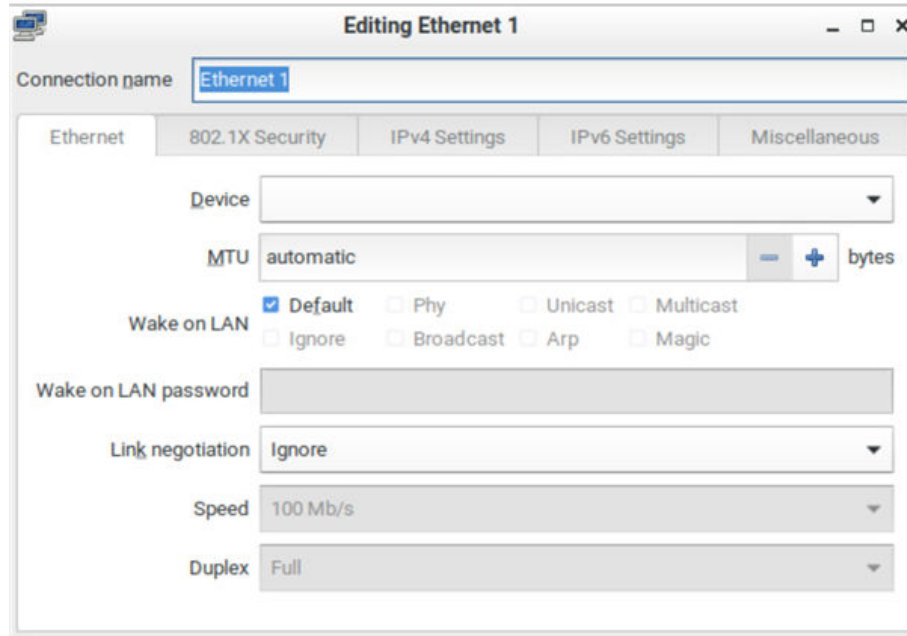 Editing Ethernet 1
Connection name Ethernet 1
Ethernet 802.1X Security IPv4 Settings IPv6 Settings Miscellaneous
Device
MTU automatic bytes
Wake on LAN
Default Phy Unicast Multicast
Ignore Broadcast Arp Magic
Wake on LAN password
Link negotiation Ignore
Speed 100 Mb/s
Duplex Full